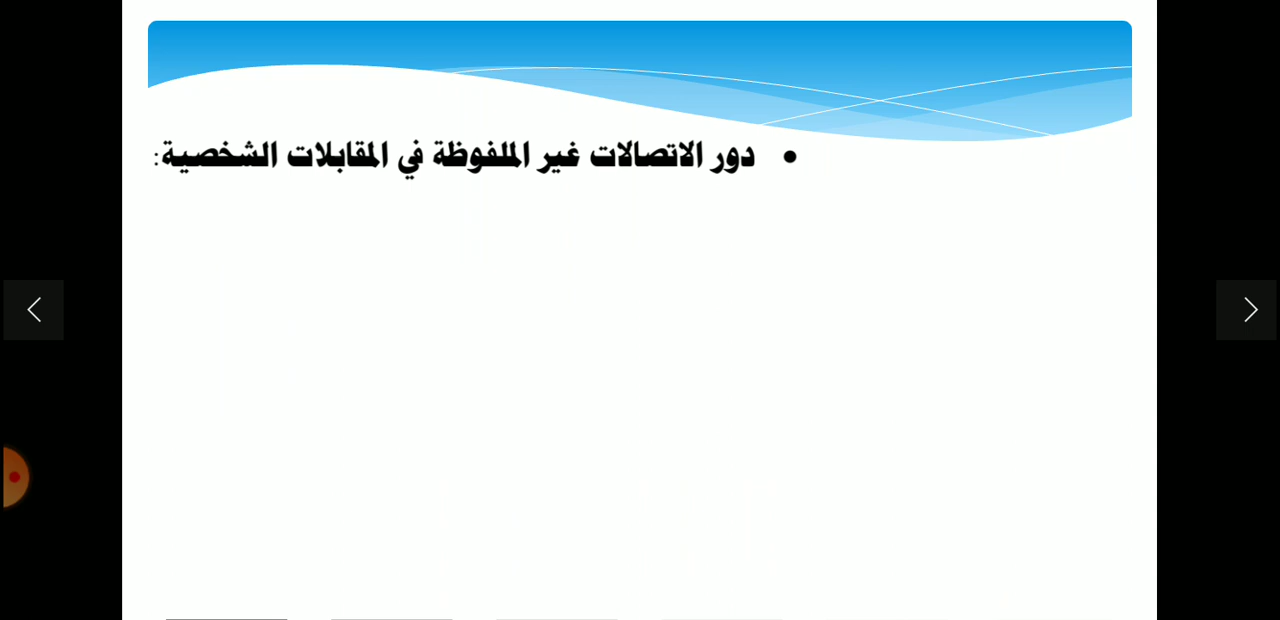 • دور الاتصالات غير الملفوظة في المقابلات الشخصية: